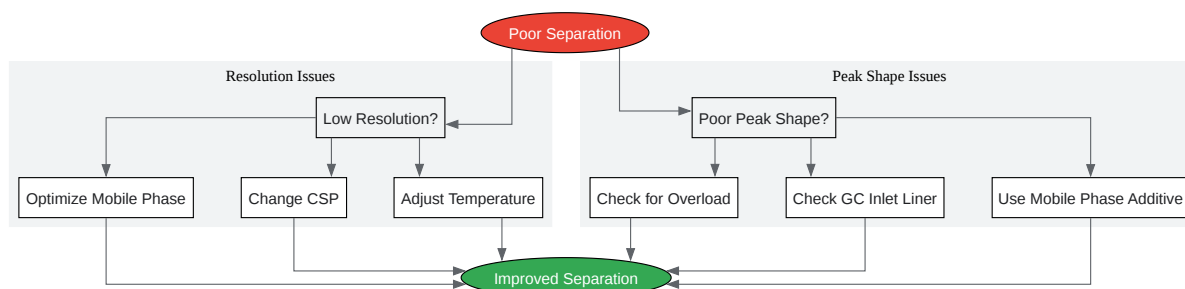 Poor Separation
Resolution Issues
Peak Shape Issues
Low Resolution?
Poor Peak Shape?
Optimize Mobile Phase
Change CSP
Adjust Temperature
Check for Overload
Check GC Inlet Liner
Use Mobile Phase Additive
Improved Separation